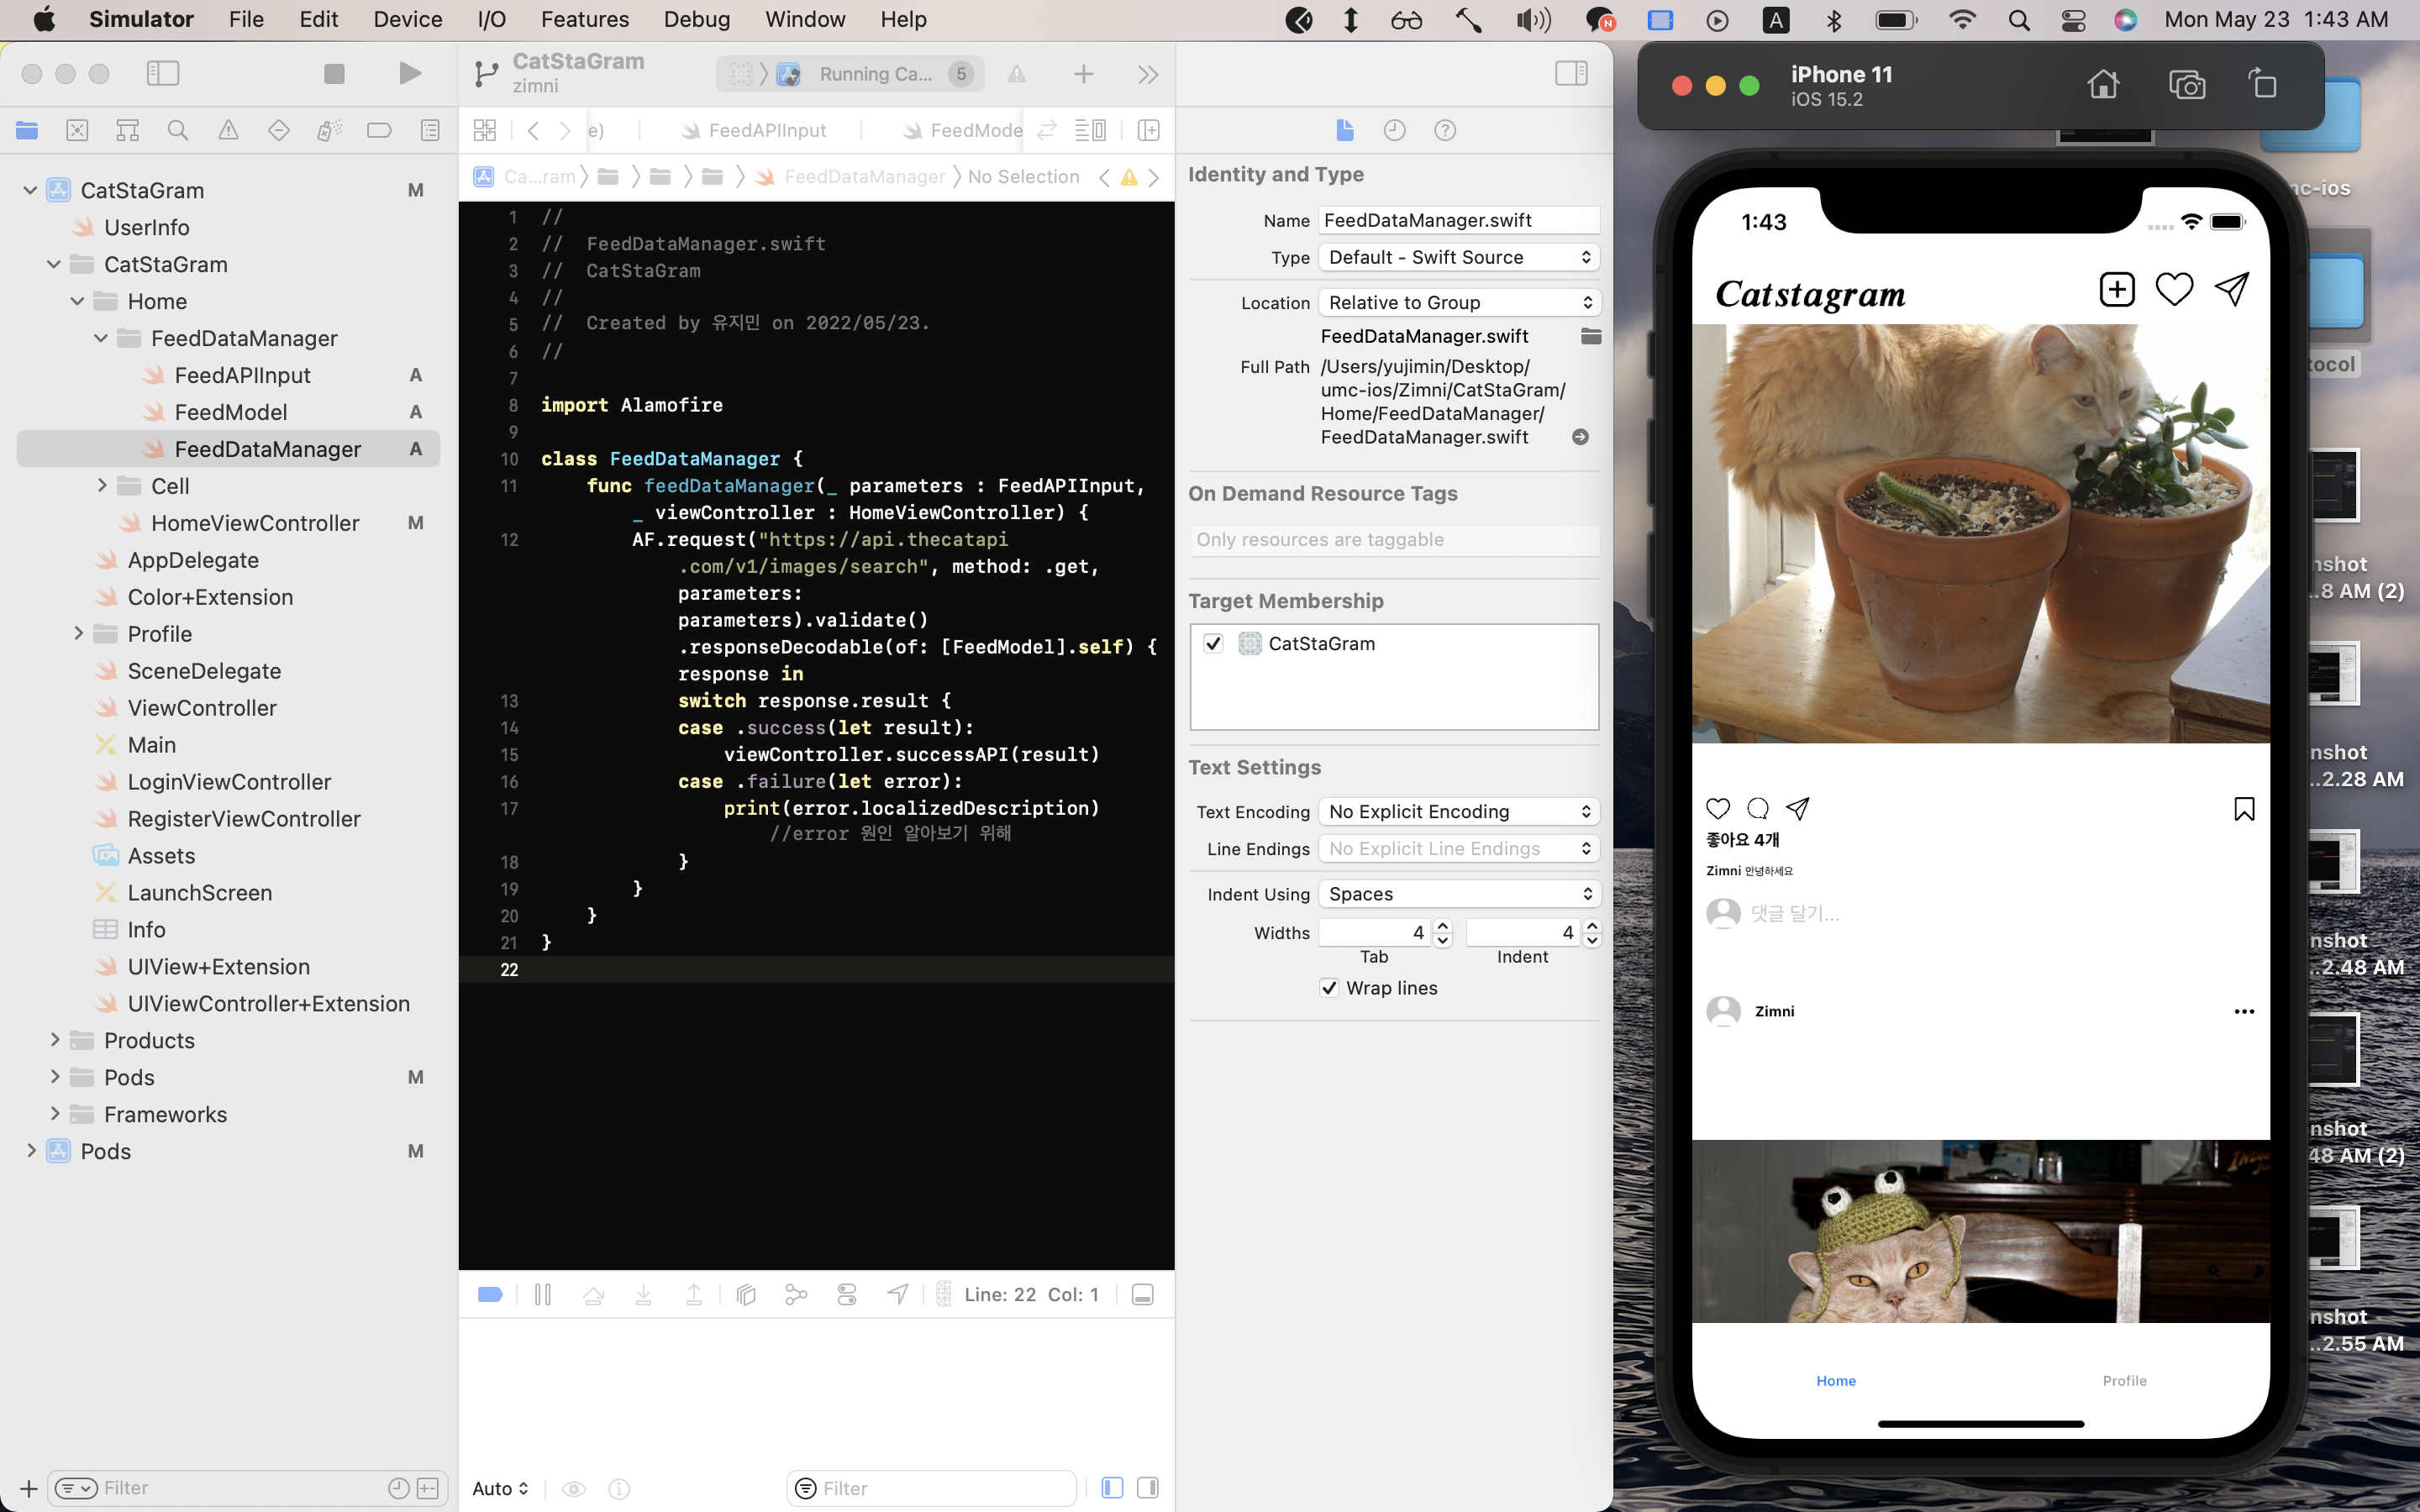 Simulator File Edit Device I/O Features Debug Window Help Mon May 23 1:43 AM
CatStaGram
zimni
Running Ca... 5
CatStaGram M
UserInfo
CatStaGram
Home
FeedDataManager
FeedAPIInput A
FeedModel A
FeedDataManager A
Cell
HomeViewController M
AppDelegate
Color+Extension
Profile
SceneDelegate
ViewController
Main
LoginViewController
RegisterViewController
Assets
LaunchScreen
Info
UIView+Extension
UIViewController+Extension
Products
Pods M
Frameworks
Pods M
Filter
e) FeedAPIInput FeedMode
Ca...ram FeedDataManager No Selection
1 //
2 //  FeedDataManager.swift
3 //  CatStaGram
4 //
5 //  Created by 유지민 on 2022/05/23.
6 //
7
8 import Alamofire
9
10 class FeedDataManager {
11 func feedDataManager(_ parameters : FeedAPIInput,
_ viewController : HomeViewController) {
12 AF.request("https://api.thecatapi
.com/v1/images/search", method: .get,
parameters:
parameters).validate()
.responseDecodable(of: [FeedModel].self) {
response in
13 switch response.result {
14 case .success(let result):
15 viewController.successAPI(result)
16 case .failure(let error):
17 print(error.localizedDescription)
//error 원인 알아보기 위해
18 }
19 }
20 }
21 }
22
Line: 22 Col: 1
Auto
Filter
Identity and Type
Name FeedDataManager.swift
Type Default - Swift Source
Location Relative to Group
FeedDataManager.swift
Full Path /Users/yujimin/Desktop/
umc-ios/Zimni/CatStaGram/
Home/FeedDataManager/
FeedDataManager.swift
On Demand Resource Tags
Only resources are taggable
Target Membership
CatStaGram
Text Settings
Text Encoding No Explicit Encoding
Line Endings No Explicit Line Endings
Indent Using Spaces
Widths 4 4
Tab Indent
Wrap lines
iPhone 11
iOS 15.2
1:43
Catstagram
좋아요 4개
Zimni 안녕하세요
댓글 달기...
Zimni
Home Profile
mc-ios
tocol
nshot
...8 AM (2)
nshot
...2.28 AM
nshot
...2.48 AM
nshot
48 AM (2)
nshot
...2.55 AM